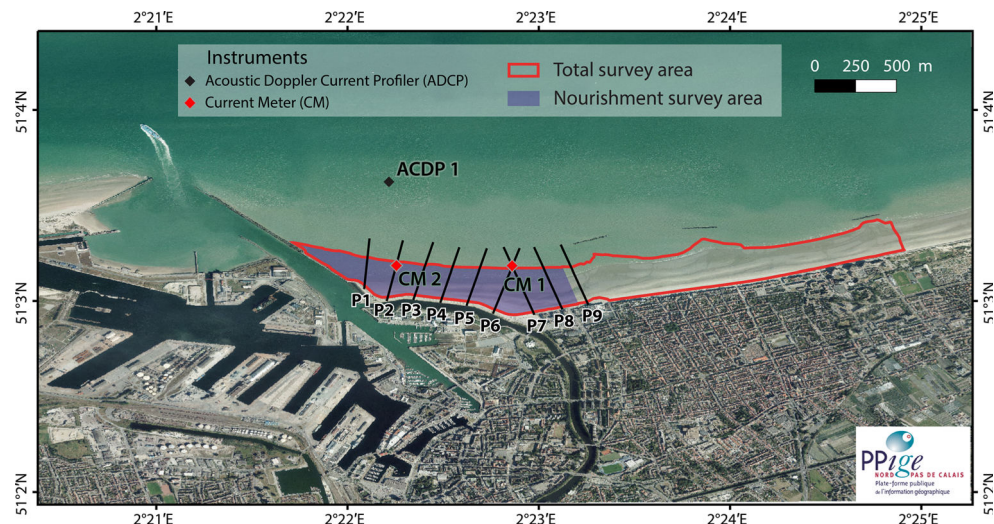 2°21′E 2°22′E 2°23′E 2°24′E 2°25′E
Instruments
Acoustic Doppler Current Profiler (ADCP)
Current Meter (CM)
Total survey area
Nourishment survey area
0 250 500 m
51°4′N 51°4′N
ACDP 1
CM 2 CM 1
51°3′N 51°3′N
P1 P2 P3 P4 P5 P6 P7 P8 P9
PPige
NORD PAS DE CALAIS
Plate-forme publique
de l'information géographique
51°2′N 51°2′N
2°21′E 2°22′E 2°23′E 2°24′E 2°25′E